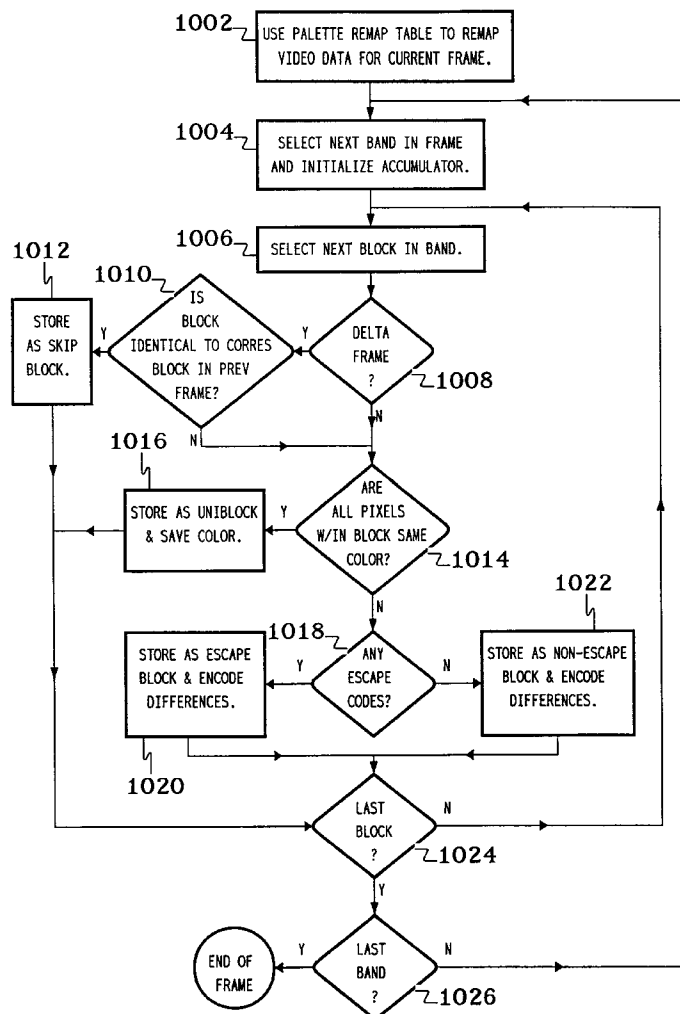 1002
USE PALETTE REMAP TABLE TO REMAP
VIDEO DATA FOR CURRENT FRAME.
1004
SELECT NEXT BAND IN FRAME
AND INITIALIZE ACCUMULATOR.
1006
SELECT NEXT BLOCK IN BAND.
1012
STORE
AS SKIP
BLOCK.
Y
1010
IS
BLOCK
IDENTICAL TO CORRES
BLOCK IN PREV
FRAME?
N
Y
DELTA
FRAME
?
1008
N
1016
STORE AS UNIBLOCK
& SAVE COLOR.
Y
ARE
ALL PIXELS
W/IN BLOCK SAME
COLOR?
1014
N
1018
ANY
ESCAPE
CODES?
Y
N
STORE AS ESCAPE
BLOCK & ENCODE
DIFFERENCES.
1020
1022
STORE AS NON-ESCAPE
BLOCK & ENCODE
DIFFERENCES.
LAST
BLOCK
?
1024
N
Y
LAST
BAND
?
1026
N
Y
END OF
FRAME